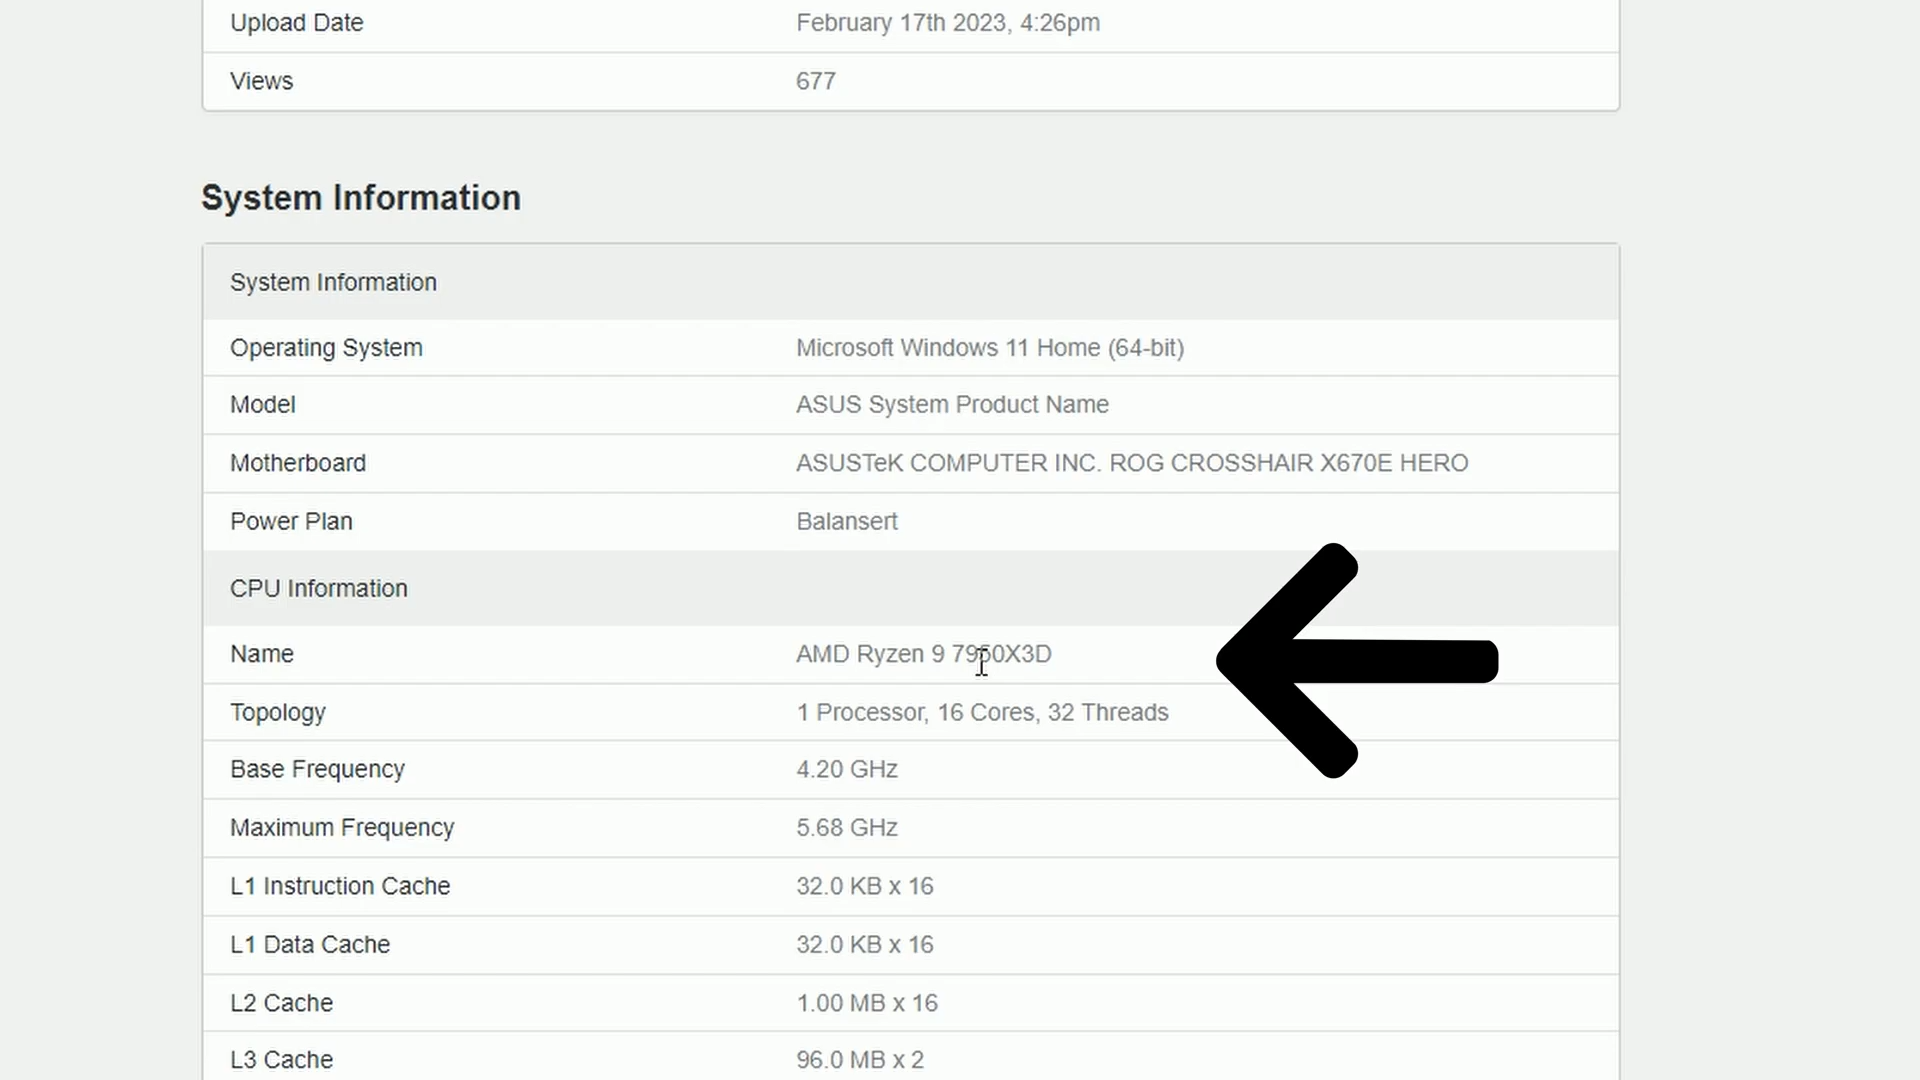 Upload Date February 17th 2023, 4:26pm
Views 677
System Information
System Information
Operating System Microsoft Windows 11 Home (64-bit)
Model ASUS System Product Name
Motherboard ASUSTeK COMPUTER INC. ROG CROSSHAIR X670E HERO
Power Plan Balansert
CPU Information
Name AMD Ryzen 9 7950X3D
Topology 1 Processor, 16 Cores, 32 Threads
Base Frequency 4.20 GHz
Maximum Frequency 5.68 GHz
L1 Instruction Cache 32.0 KB x 16
L1 Data Cache 32.0 KB x 16
L2 Cache 1.00 MB x 16
L3 Cache 96.0 MB x 2